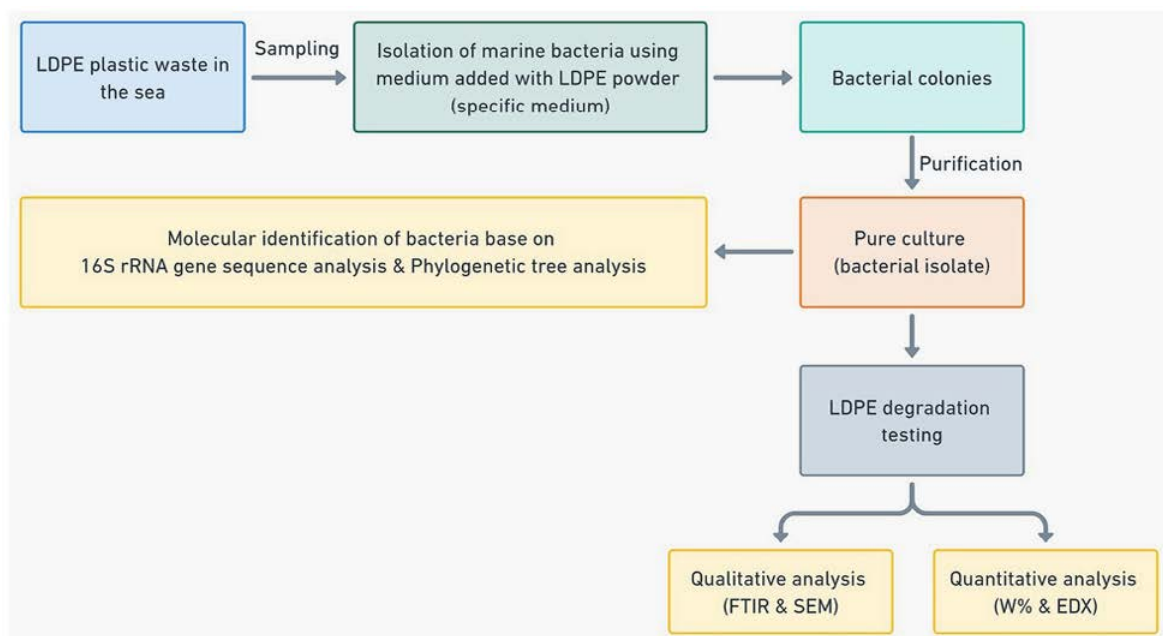 LDPE plastic waste in
the sea
Sampling
Isolation of marine bacteria using
medium added with LDPE powder
(specific medium)
Bacterial colonies
Purification
Molecular identification of bacteria base on
16S rRNA gene sequence analysis & Phylogenetic tree analysis
Pure culture
(bacterial isolate)
LDPE degradation
testing
Qualitative analysis
(FTIR & SEM)
Quantitative analysis
(W% & EDX)